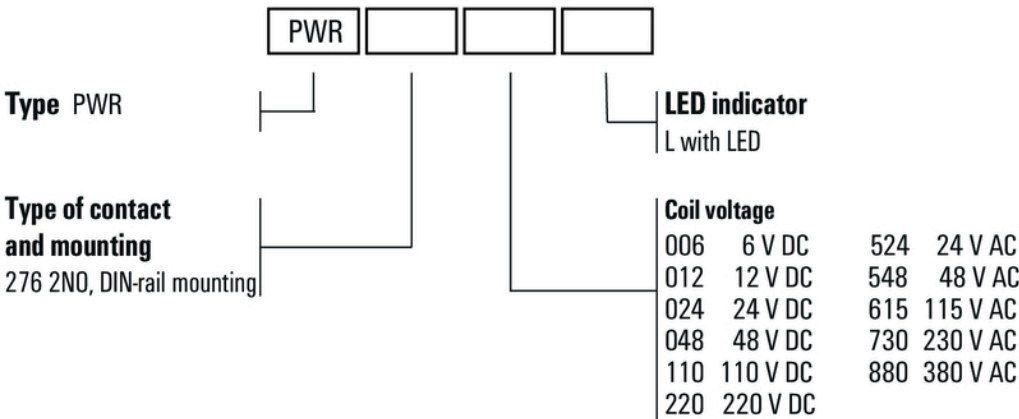 PWR
Type PWR
LED indicator
L with LED
Type of contact
and mounting
276 2NO, DIN-rail mounting
Coil voltage
006 6 V DC 524 24 V AC
012 12 V DC 548 48 V AC
024 24 V DC 615 115 V AC
048 48 V DC 730 230 V AC
110 110 V DC 880 380 V AC
220 220 V DC